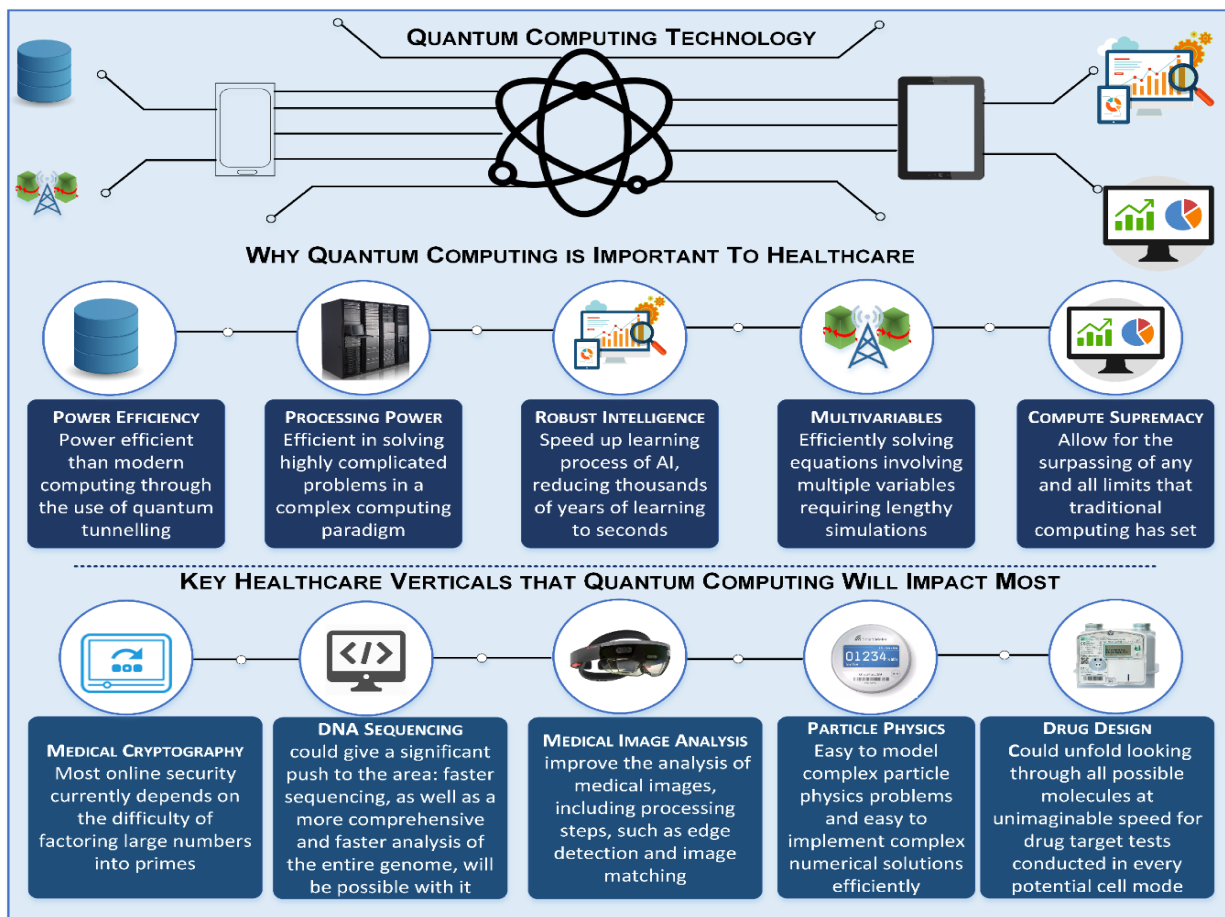 QUANTUM COMPUTING TECHNOLOGY
WHY QUANTUM COMPUTING IS IMPORTANT TO HEALTHCARE
POWER EFFICIENCY
Power efficient
than modern
computing through
the use of quantum
tunnelling
PROCESSING POWER
Efficient in solving
highly complicated
problems in a
complex computing
paradigm
ROBUST INTELLIGENCE
Speed up learning
process of AI,
reducing thousands
of years of learning
to seconds
MULTIVARIABLES
Efficiently solving
equations involving
multiple variables
requiring lengthy
simulations
COMPUTE SUPREMACY
Allow for the
surpassing of any
and all limits that
traditional
computing has set
KEY HEALTHCARE VERTICALS THAT QUANTUM COMPUTING WILL IMPACT MOST
</>
01234
MEDICAL CRYPTOGRAPHY
Most online security
currently depends on
the difficulty of
factoring large numbers
into primes
DNA SEQUENCING
could give a significant
push to the area: faster
sequencing, as well as a
more comprehensive
and faster analysis of
the entire genome, will
be possible with it
MEDICAL IMAGE ANALYSIS
improve the analysis of
medical images,
including processing
steps, such as edge
detection and image
matching
PARTICLE PHYSICS
Easy to model
complex particle
physics problems
and easy to
implement complex
numerical solutions
efficiently
DRUG DESIGN
Could unfold looking
through all possible
molecules at
unimaginable speed for
drug target tests
conducted in every
potential cell mode